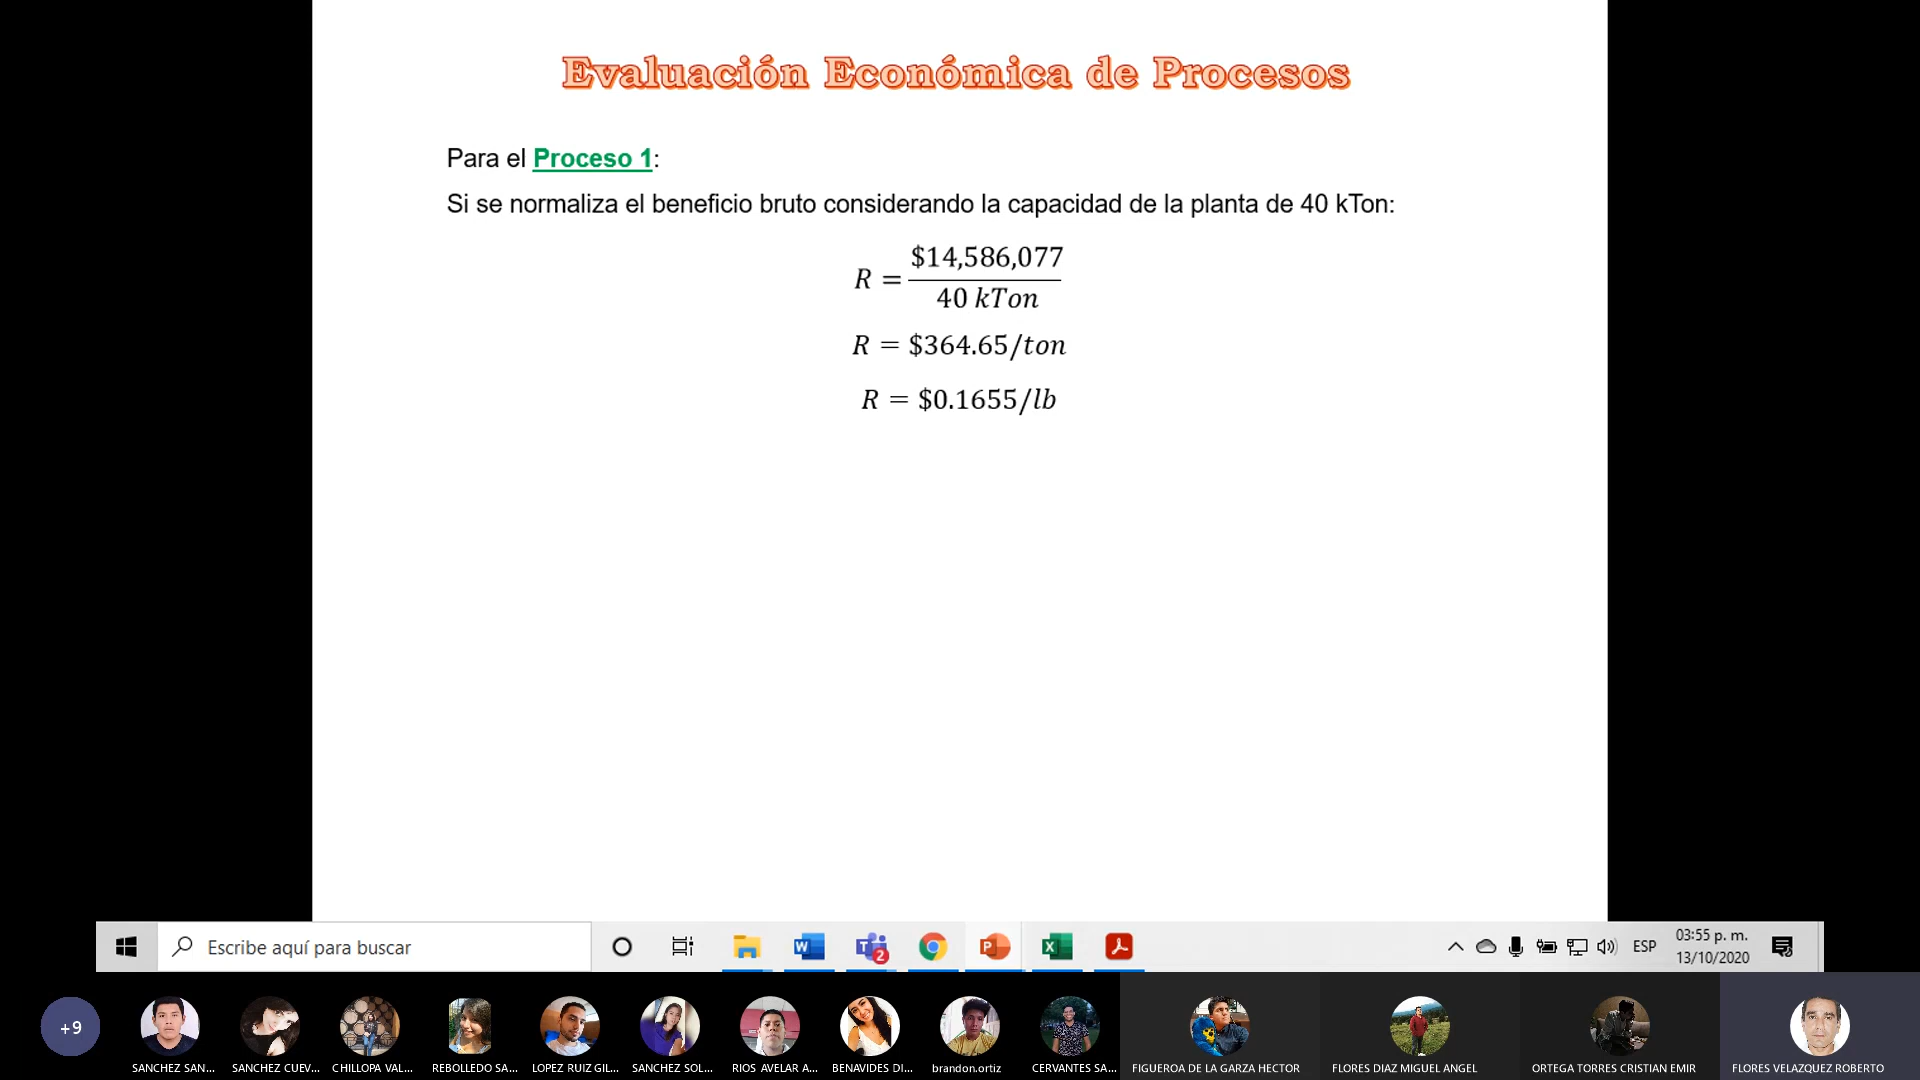 Evaluación Económica de Procesos
Para el Proceso 1:
Si se normaliza el beneficio bruto considerando la capacidad de la planta de 40 kTon:
R = $14,586,077 / 40 kTon
R = $364.65/ton
R = $0.1655/lb
Escribe aquí para buscar
W
T
2
P
X
ESP
03:55 p. m.
13/10/2020
+9
SANCHEZ SAN...
SANCHEZ CUEV...
CHILLOPA VAL...
REBOLLEDO SA...
LOPEZ RUIZ GIL...
SANCHEZ SOL...
RIOS AVELAR A...
BENAVIDES DI...
brandon.ortiz
CERVANTES SA...
FIGUEROA DE LA GARZA HECTOR
FLORES DIAZ MIGUEL ANGEL
ORTEGA TORRES CRISTIAN EMIR
FLORES VELAZQUEZ ROBERTO